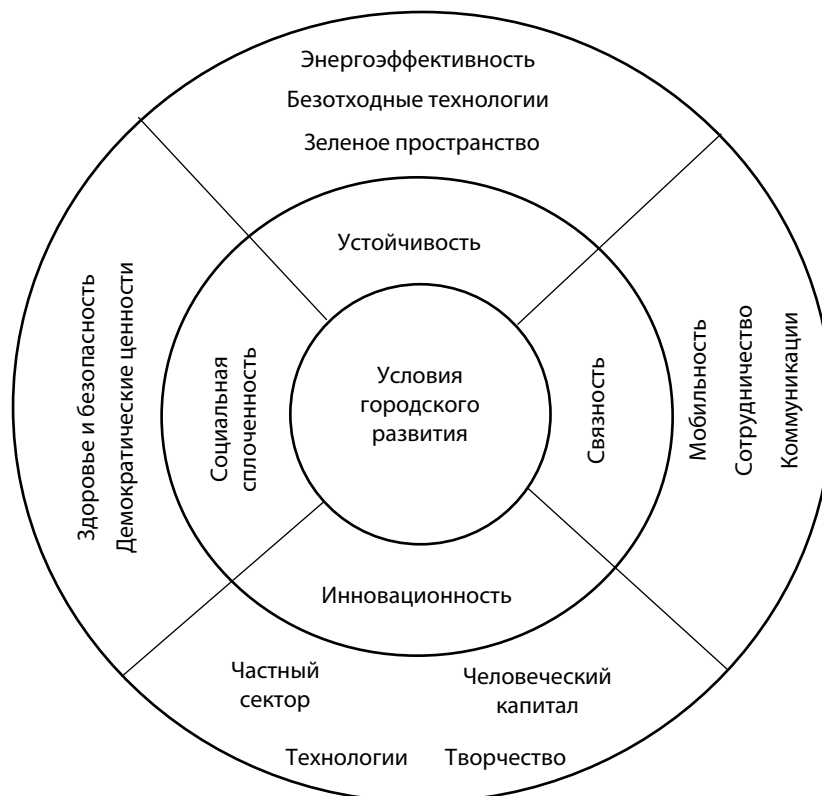 Энергоэффективность
Безотходные технологии
Зеленое пространство
Устойчивость
Здоровье и безопасность
Демократические ценности
Социальная
сплоченность
Условия
городского
развития
Связность
Мобильность
Сотрудничество
Коммуникации
Инновационность
Частный
сектор
Человеческий
капитал
Технологии
Творчество